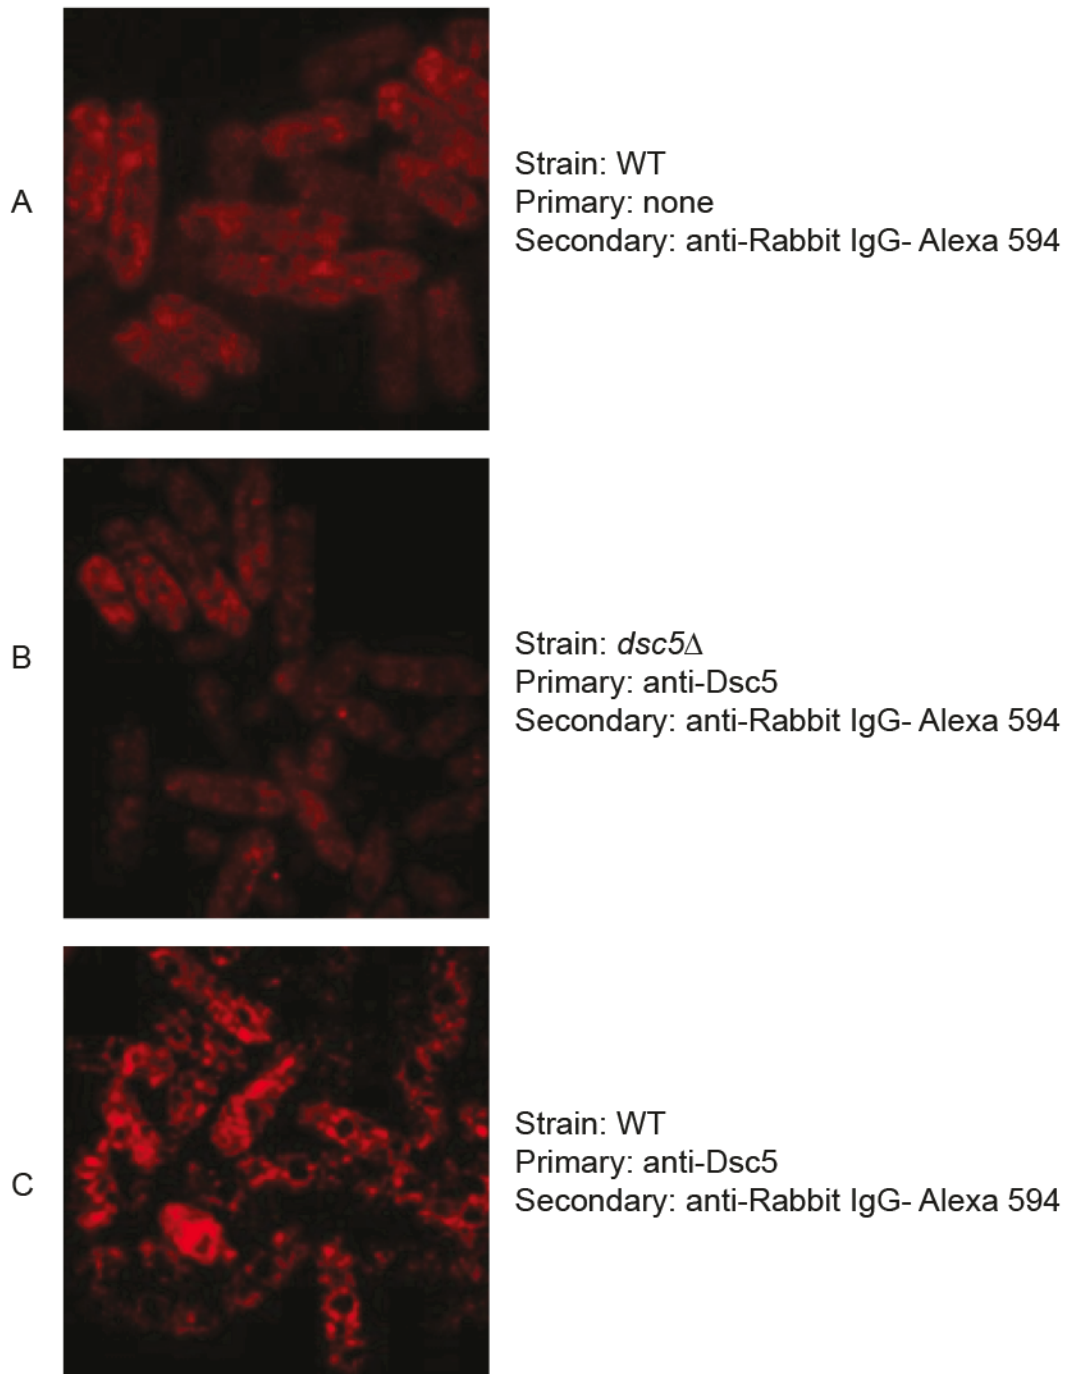 A
Strain: WT
Primary: none
Secondary: anti-Rabbit IgG- Alexa 594
B
Strain: dsc5Δ
Primary: anti-Dsc5
Secondary: anti-Rabbit IgG- Alexa 594
C
Strain: WT
Primary: anti-Dsc5
Secondary: anti-Rabbit IgG- Alexa 594